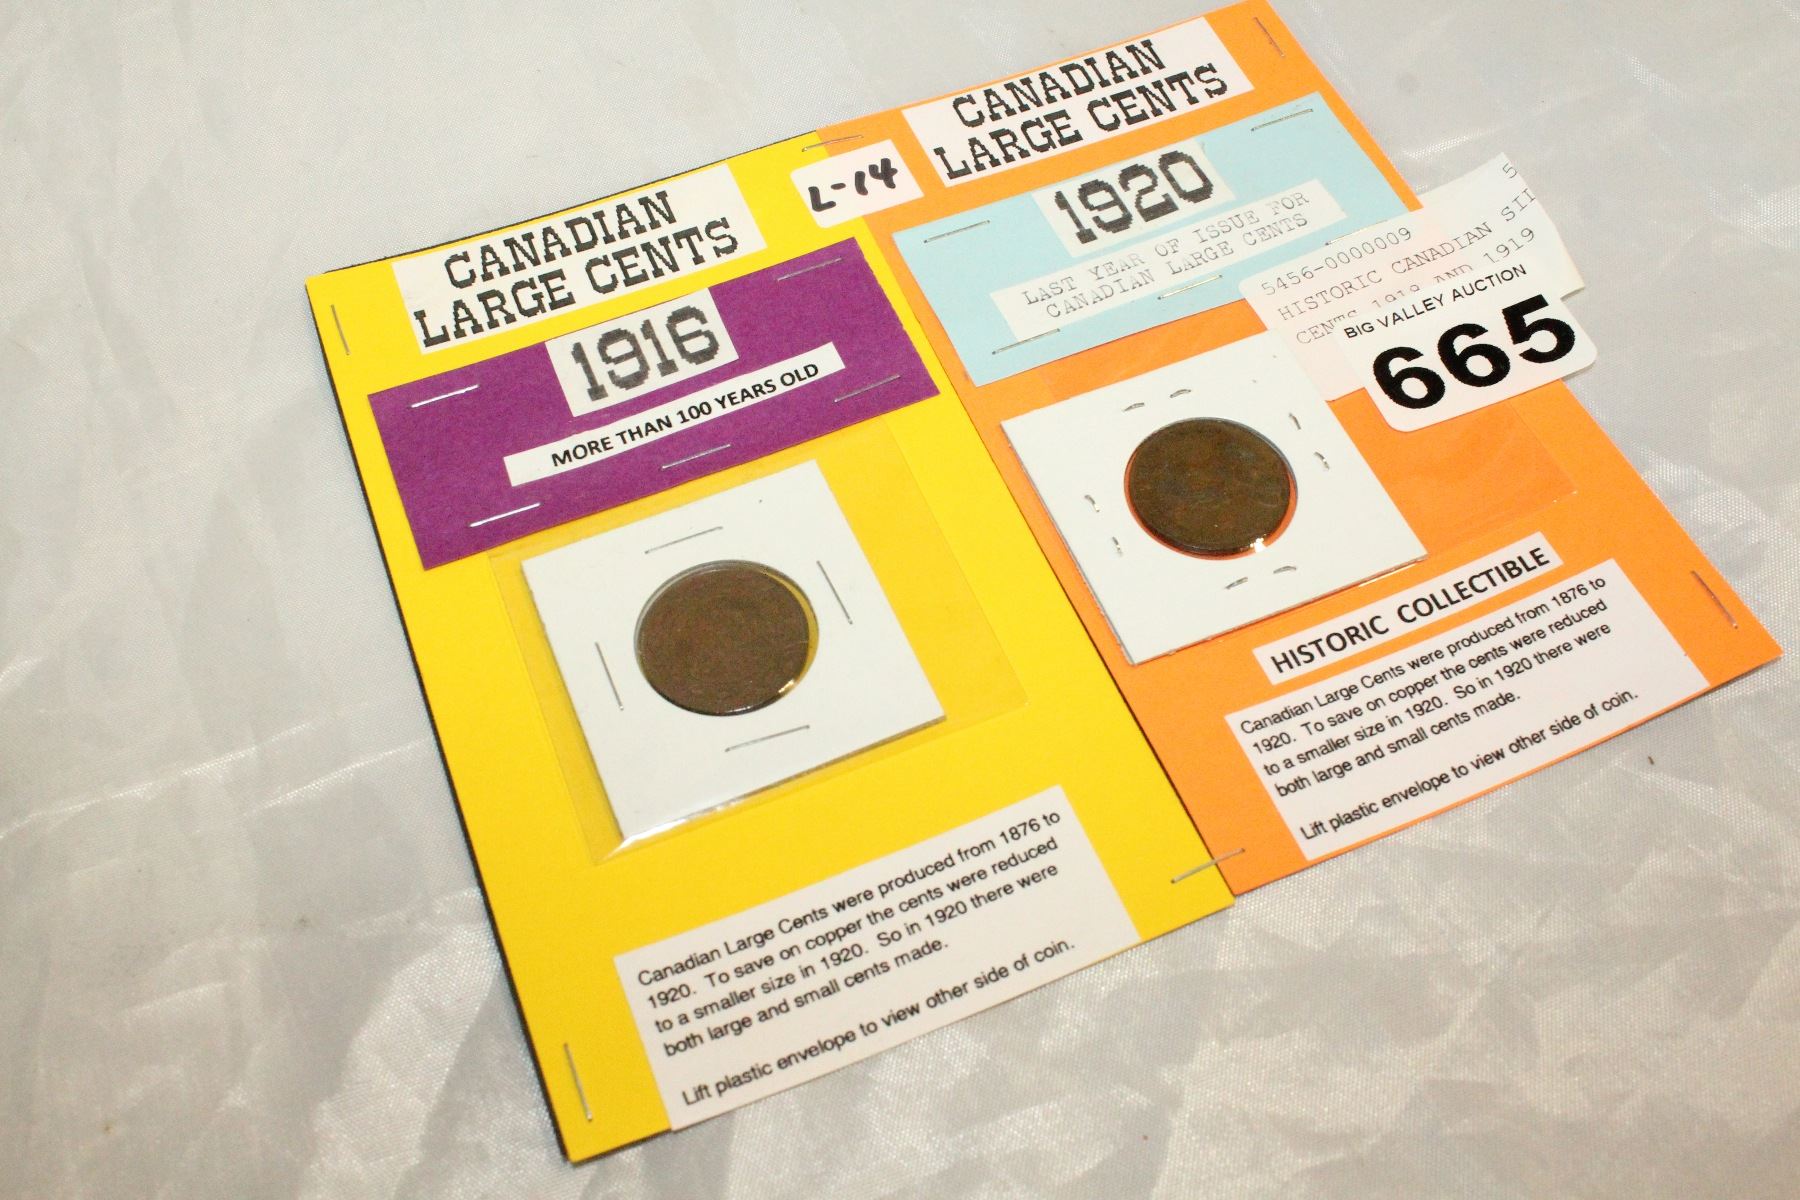 CANADIAN
LARGE CENTS
1916
MORE THAN 100 YEARS OLD
Canadian Large Cents were produced from 1876 to
1920. To save on copper the cents were reduced
to a smaller size in 1920. So in 1920 there were
both large and small cents made.
Lift plastic envelope to view other side of coin.
L-14
CANADIAN
LARGE CENTS
1920
LAST YEAR OF ISSUE FOR
CANADIAN LARGE CENTS
5456-0000009
HISTORIC CANADIAN SIL
CENTS 1919 AND 1919
BIG VALLEY AUCTION
665
HISTORIC COLLECTIBLE
Canadian Large Cents were produced from 1876 to
1920. To save on copper the cents were reduced
to a smaller size in 1920. So in 1920 there were
both large and small cents made.
Lift plastic envelope to view other side of coin.